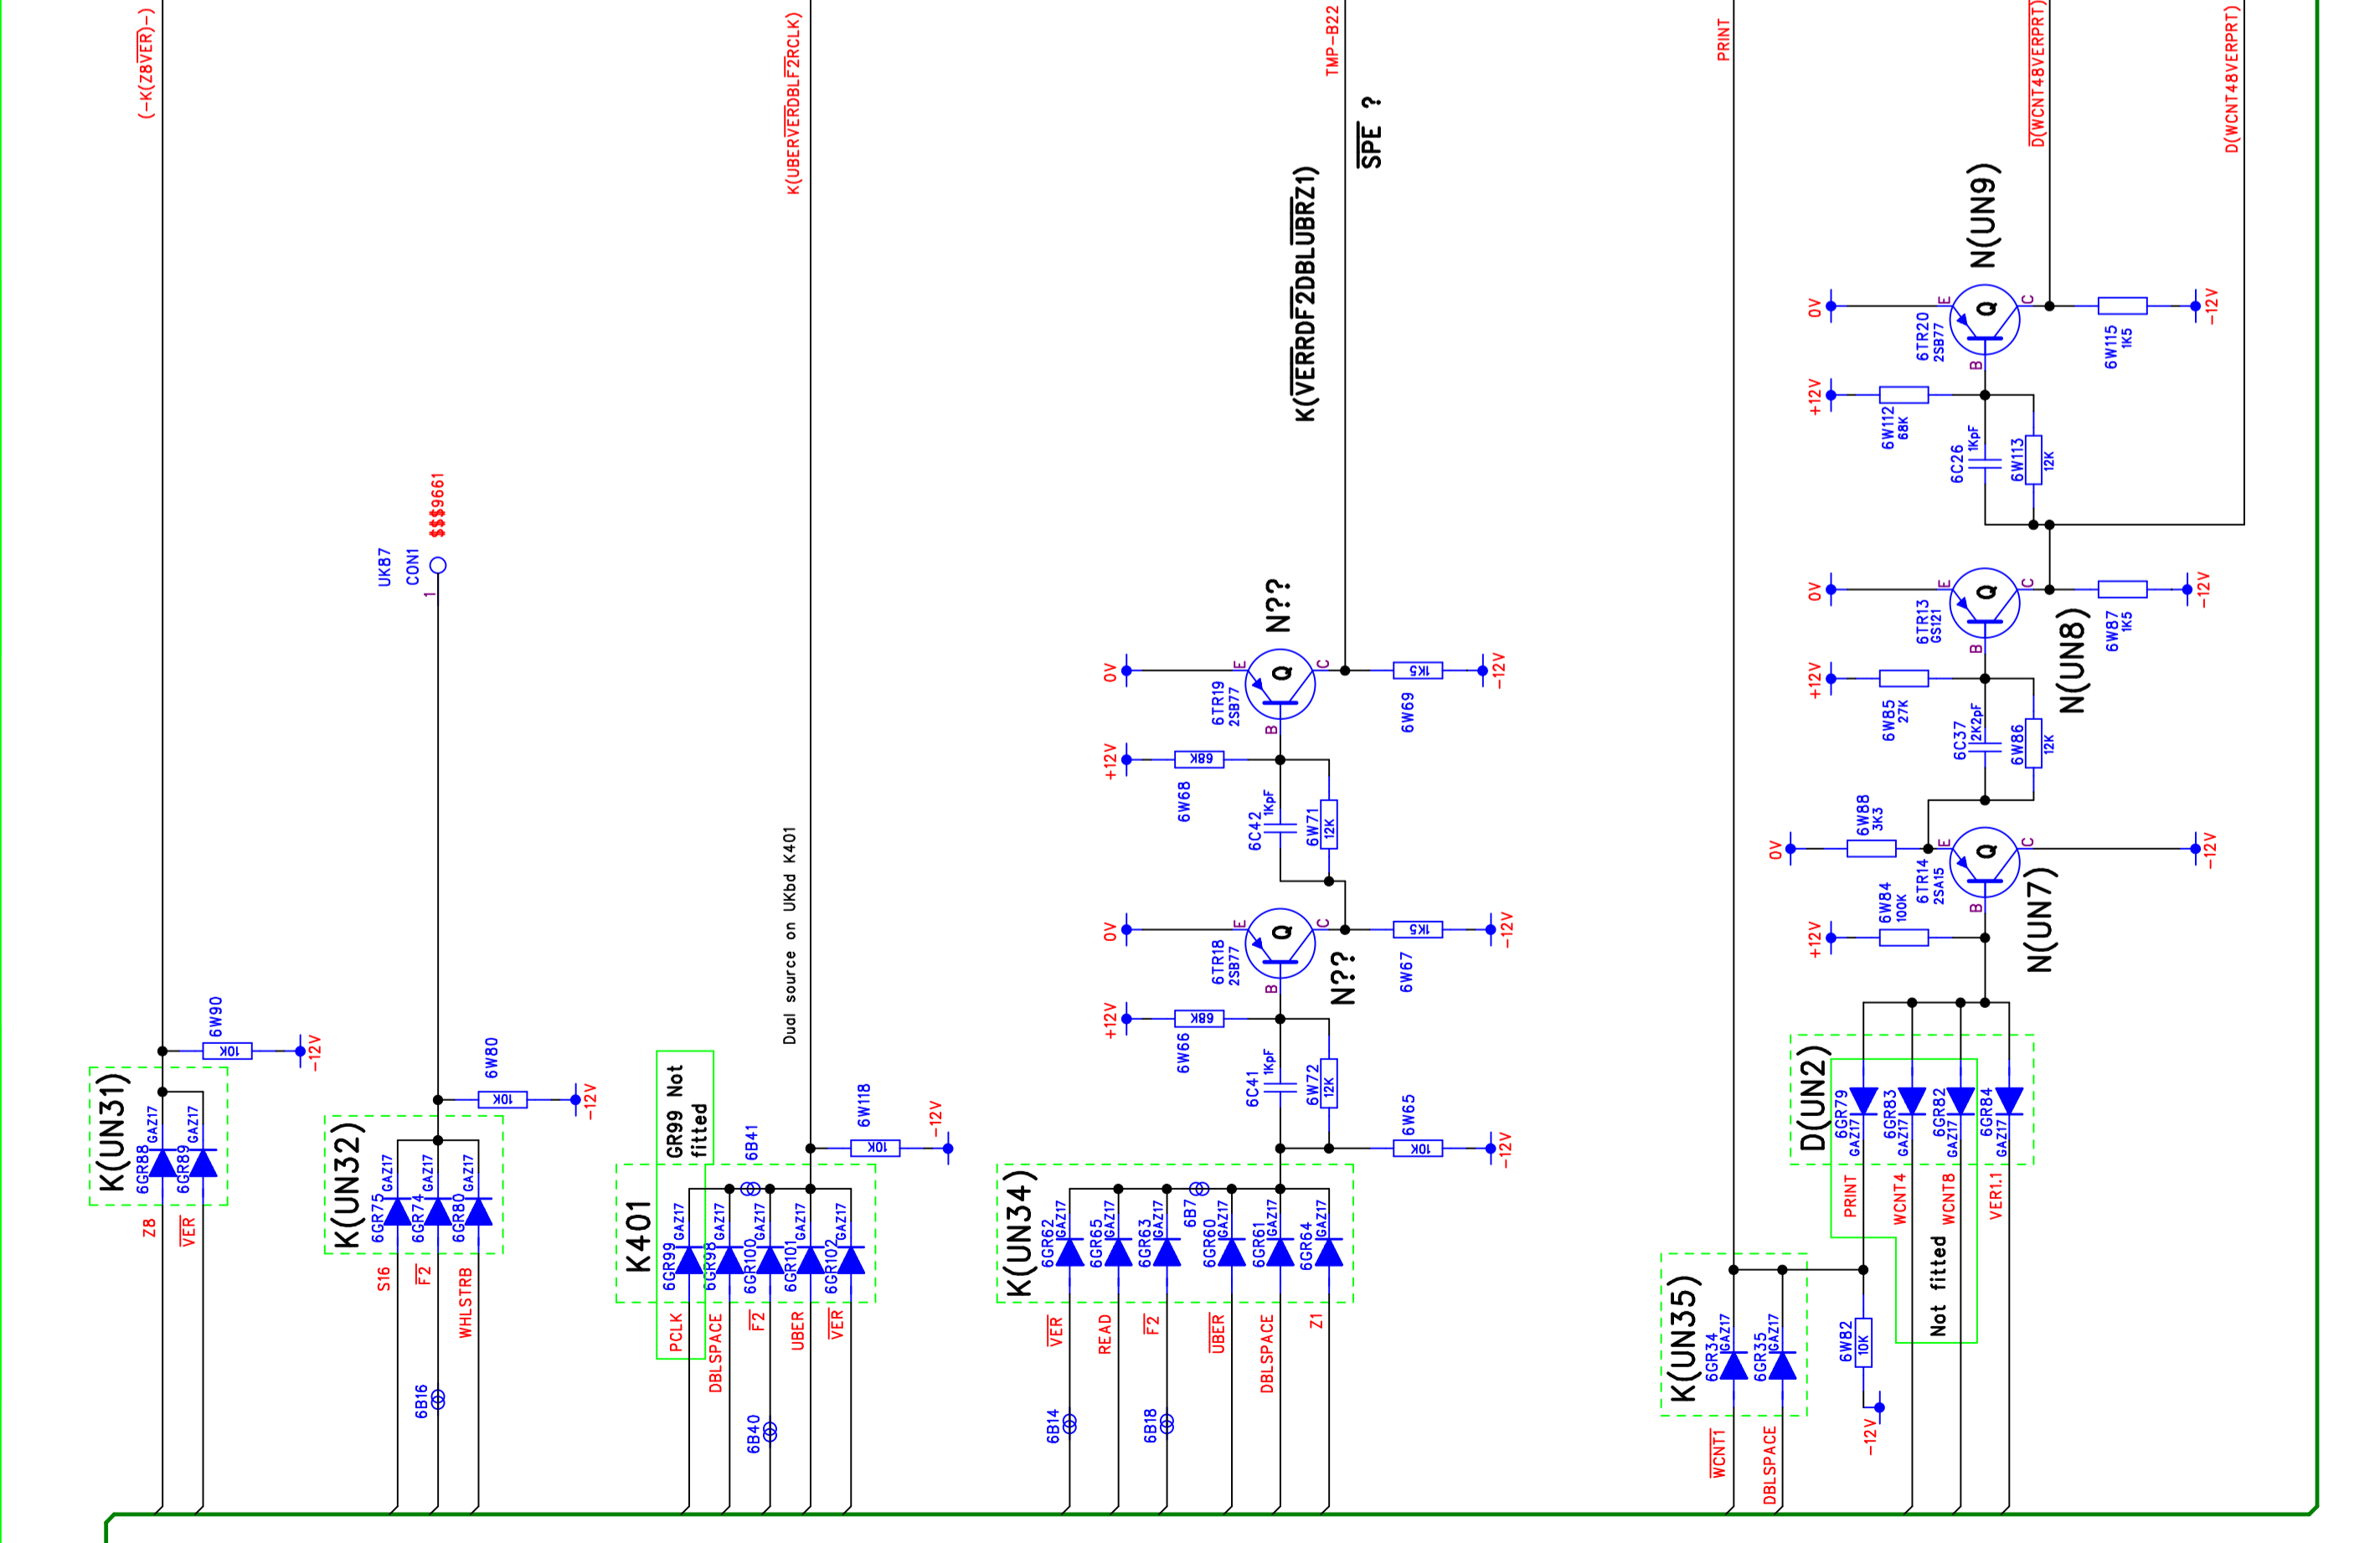 (-K(Z8VER)-)
K(UN31)
6GR88
GAZ17
6GR89
GAZ17
6W90
10K
-12V
Z8
VER
UKB7
CON1
$$$9661
1
K(UN32)
6GR75
GAZ17
6GR74
GAZ17
6GR80
GAZ17
6W80
10K
-12V
S16
F2
WHLSTRB
6B16
K(UBERVERDBLF2RCLK)
Dual source on UKbd K401
K401
GR99 Not
fitted
6B41
6GR99
GAZ17
6GR98
GAZ17
6GR100
GAZ17
6GR101
6GR102
GAZ17
6W118
10K
-12V
PCLK
DBLSPACE
F2
UBER
VER
6B40
TMP-B22
SPE ?
K(VERRDF2DBLUBRZ1)
N??
0V
6TR19
2SB77
E
Q
C
B
1K5
6W69
-12V
+12V
68K
6W68
6C42
1KpF
6W71
12K
0V
6TR18
2SB77
E
Q
C
B
N??
1K5
6W67
-12V
+12V
68K
6W66
6C41
1KpF
6W72
12K
6W65
10K
-12V
K(UN34)
6GR62
GAZ17
6GR65
GAZ17
6GR63
GAZ17
6B7
6GR60
GAZ17
6GR61
GAZ17
6GR64
GAZ17
VER
READ
F2
UBER
DBLSPACE
Z1
6B14
6B18
PRINT
D(WCNT48VERPRT)
D(WCNT48VERPRT)
N(UN9)
0V
6TR20
2SB77
E
Q
C
B
6W115
1K5
-12V
+12V
6W112
68K
6C26
1KpF
6W113
12K
0V
6TR13
GS121
E
Q
C
B
N(UN8)
6W87
1K5
-12V
+12V
6W85
27K
6C37
2K2pF
6W86
12K
0V
6W88
3K3
6TR14
2SA15
E
Q
C
B
-12V
N(UN7)
+12V
6W84
100K
D(UN2)
6GR79
GAZ17
6GR83
GAZ17
6GR82
GAZ17
6GR84
GAZ17
PRINT
WCNT4
WCNT8
VER1.1
Not fitted
K(UN35)
6GR34
GAZ17
6GR35
GAZ17
6W82
10K
-12V
WCNT1
DBLSPACE